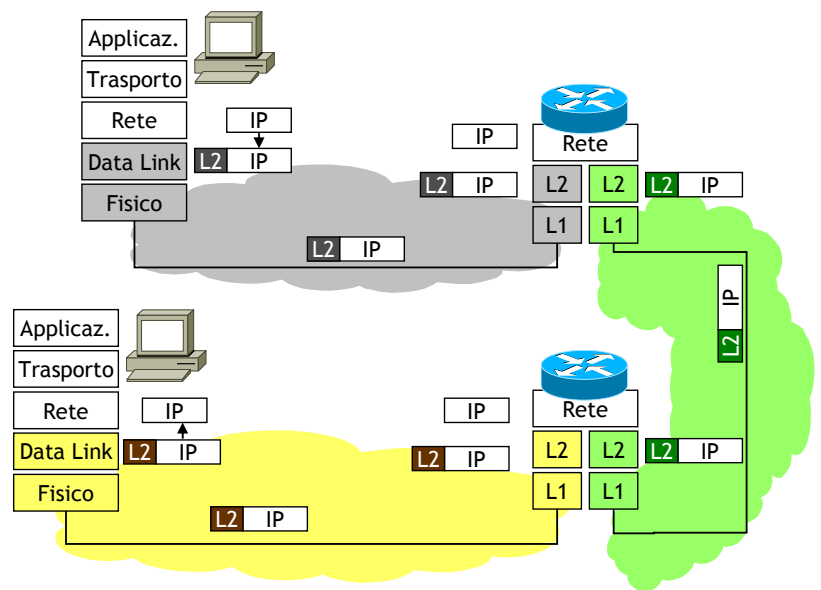 Applicaz.
Trasporto
Rete
IP
IP
Rete
Data Link
L2 IP
L2 IP
L2
L2
L2 IP
Fisico
L1
L1
L2 IP
L2 IP
Applicaz.
Trasporto
Rete
IP
IP
Rete
Data Link
L2 IP
L2 IP
L2
L2
L2 IP
Fisico
L1
L1
L2 IP